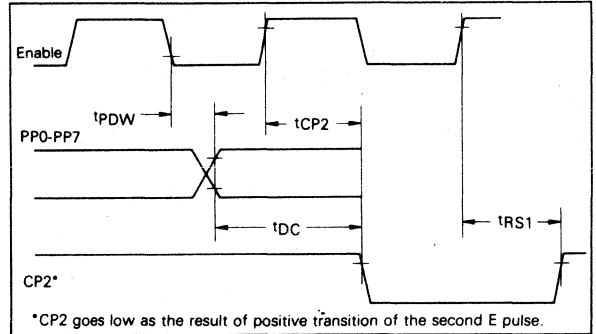 Enable
tPDW
tCP2
PP0-PP7
tDC
tRS1
CP2*
*CP2 goes low as the result of positive transition of the second E pulse.